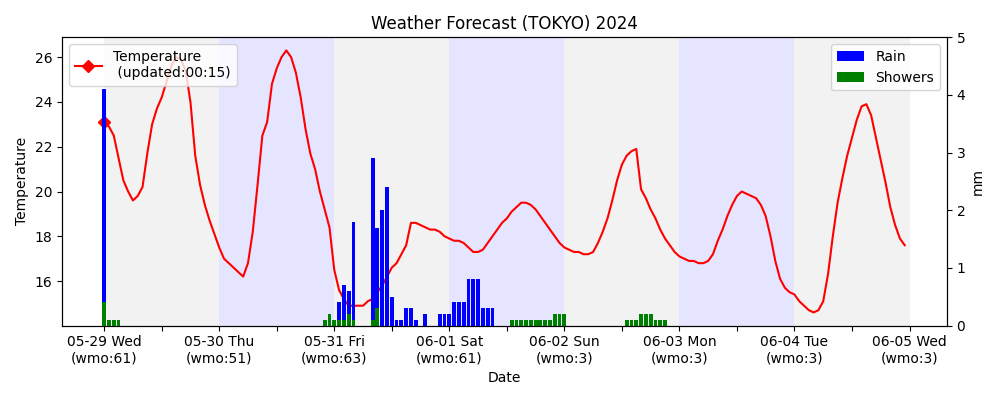 Weather Forecast (TOKYO) 2024
Temperature
(updated:00:15)
Rain
Showers
26
24
22
20
18
16
Temperature
5
4
3
2
1
0
mm
05-29 Wed
(wmo:61)
05-30 Thu
(wmo:51)
05-31 Fri
(wmo:63)
06-01 Sat
(wmo:61)
06-02 Sun
(wmo:3)
06-03 Mon
(wmo:3)
06-04 Tue
(wmo:3)
06-05 Wed
(wmo:3)
Date